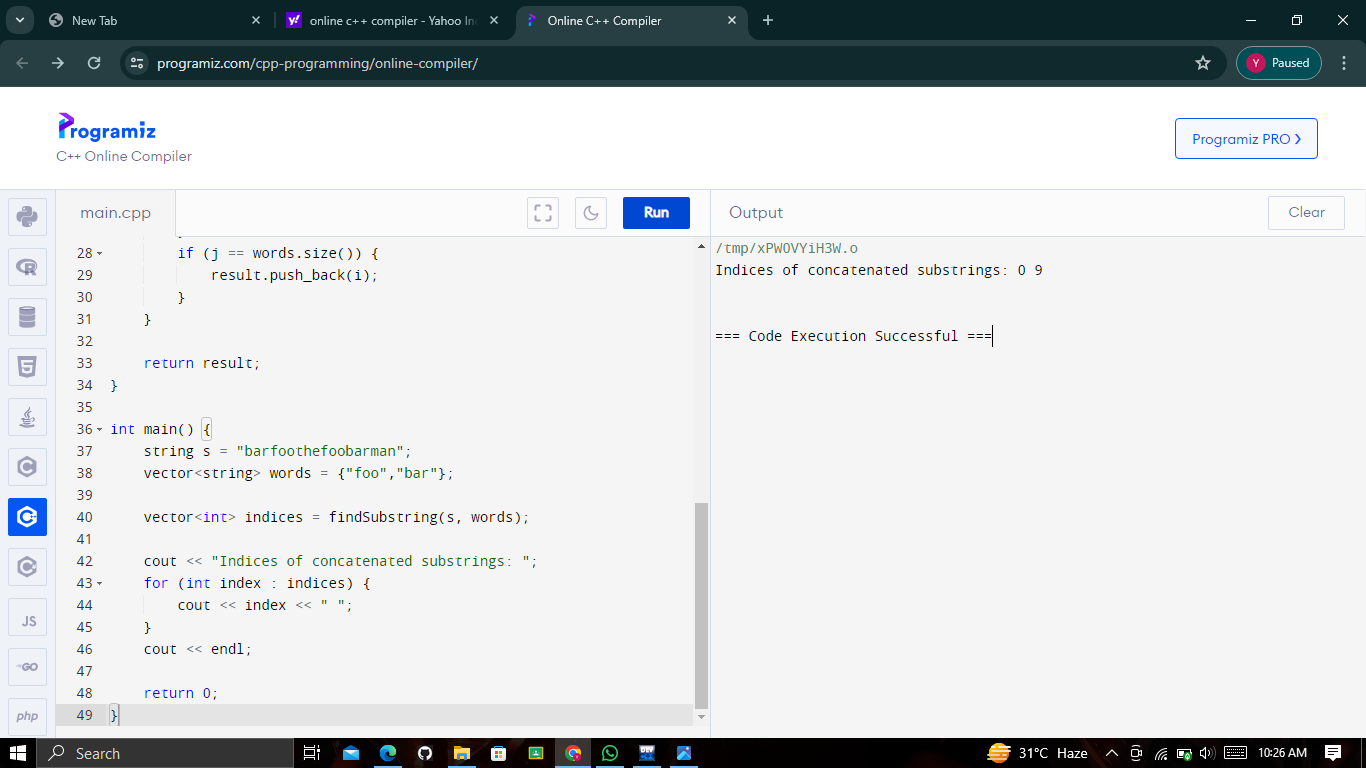 New Tab
online c++ compiler - Yahoo In
Online C++ Compiler
programiz.com/cpp-programming/online-compiler/
Y Paused
Programiz
C++ Online Compiler
Programiz PRO
main.cpp
Run
Output
Clear
28 if (j == words.size()) {
29 result.push_back(i);
30 }
31 }
32
33 return result;
34 }
35
36 int main() {
37 string s = "barfoothefoobarman";
38 vector<string> words = {"foo","bar"};
39
40 vector<int> indices = findSubstring(s, words);
41
42 cout << "Indices of concatenated substrings: ";
43 for (int index : indices) {
44 cout << index << " ";
45 }
46 cout << endl;
47
48 return 0;
49 }
/tmp/xPWOVYiH3W.o
Indices of concatenated substrings: 0 9
=== Code Execution Successful ===
JS
GO
php
Search
31°C Haze
10:26 AM